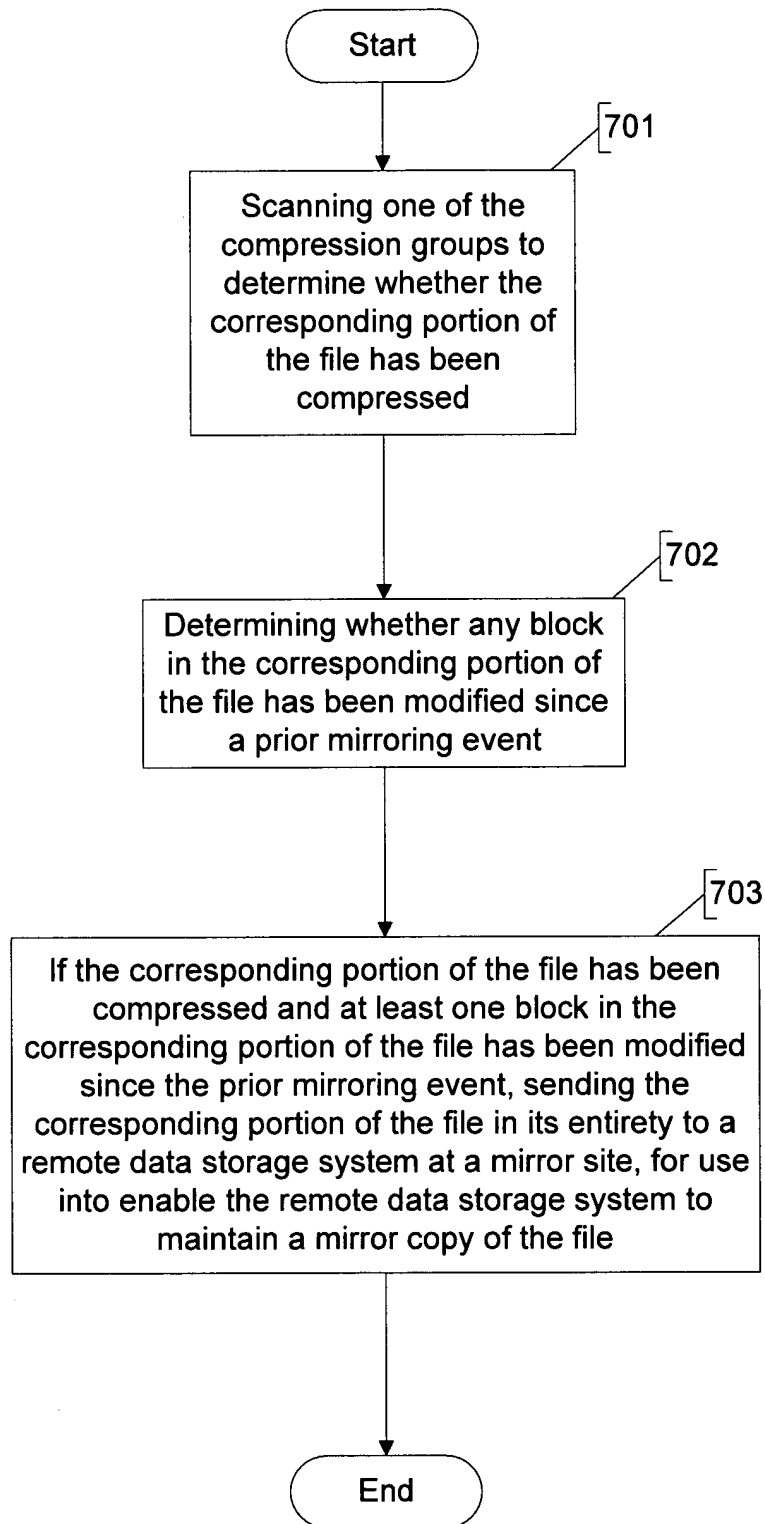 Start
701
Scanning one of the
compression groups to
determine whether the
corresponding portion of
the file has been
compressed
702
Determining whether any block
in the corresponding portion of
the file has been modified since
a prior mirroring event
703
If the corresponding portion of the file has been
compressed and at least one block in the
corresponding portion of the file has been modified
since the prior mirroring event, sending the
corresponding portion of the file in its entirety to a
remote data storage system at a mirror site, for use
into enable the remote data storage system to
maintain a mirror copy of the file
End